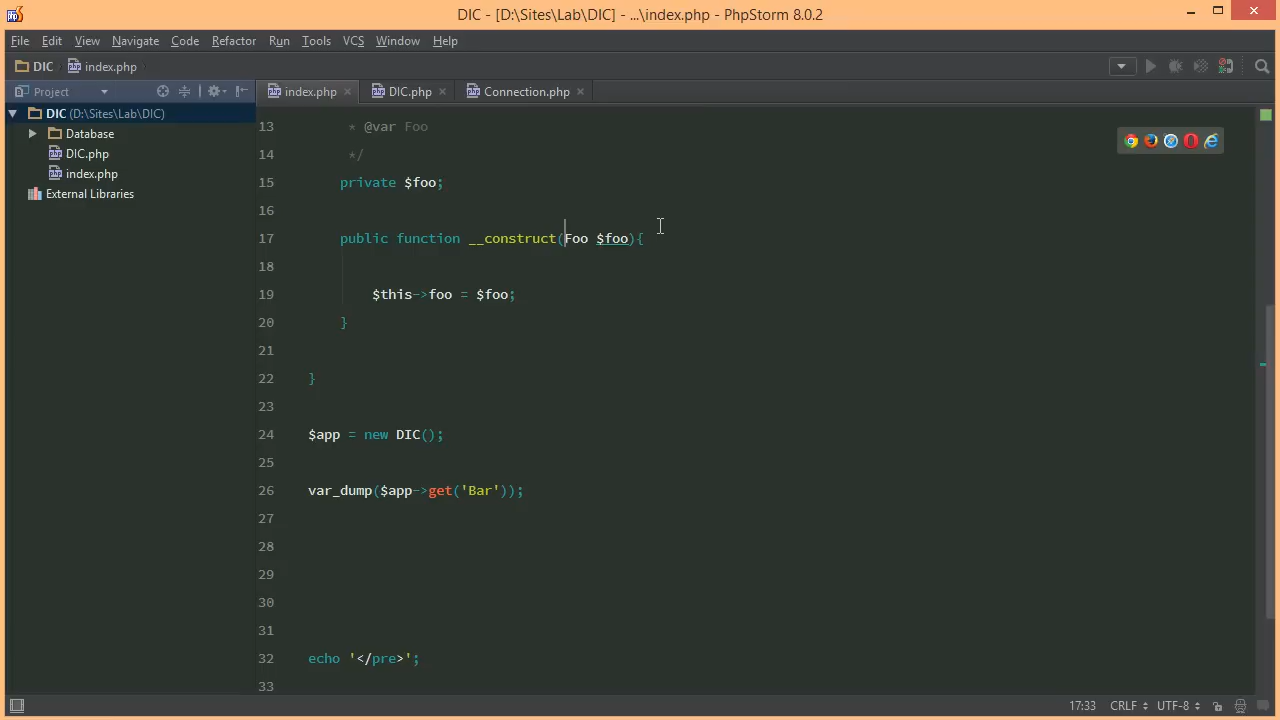 DIC - [D:\Sites\Lab\DIC] - ...\index.php - PhpStorm 8.0.2
File Edit View Navigate Code Refactor Run Tools VCS Window Help
DIC index.php
Project index.php DIC.php Connection.php
DIC (D:\Sites\Lab\DIC)
Database
DIC.php
index.php
External Libraries
13 * @var Foo
14 */
15 private $foo;
16
17 public function __construct(Foo $foo){
18
19 $this->foo = $foo;
20 }
21
22 }
23
24 $app = new DIC();
25
26 var_dump($app->get('Bar'));
27
28
29
30
31
32 echo '</pre>';
33
17:33 CRLF UTF-8